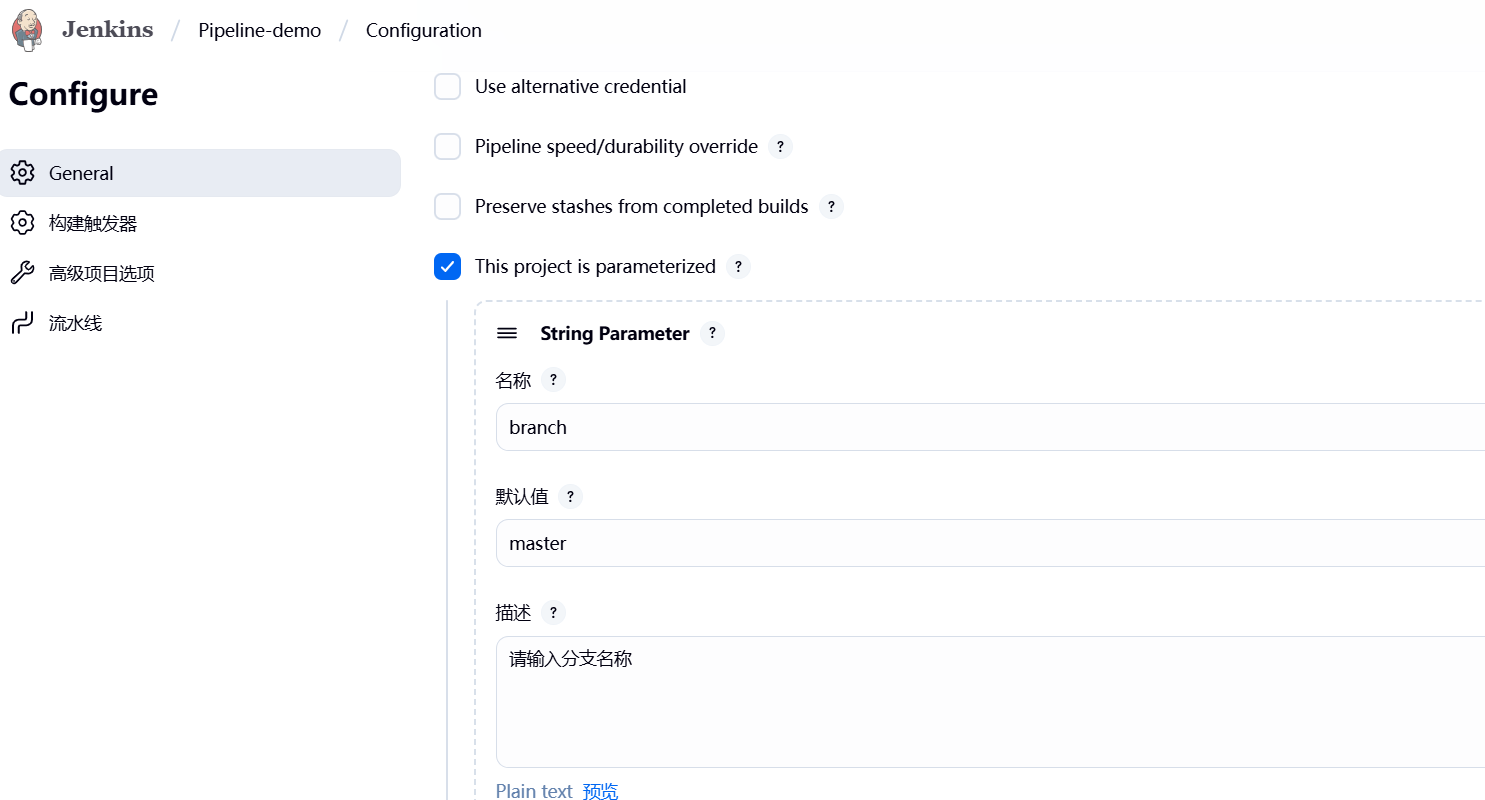 Jenkins / Pipeline-demo / Configuration
Configure
General
构建触发器
高级项目选项
流水线
Use alternative credential
Pipeline speed/durability override ?
Preserve stashes from completed builds ?
This project is parameterized ?
String Parameter ?
名称 ?
branch
默认值 ?
master
描述 ?
请输入分支名称
Plain text 预览